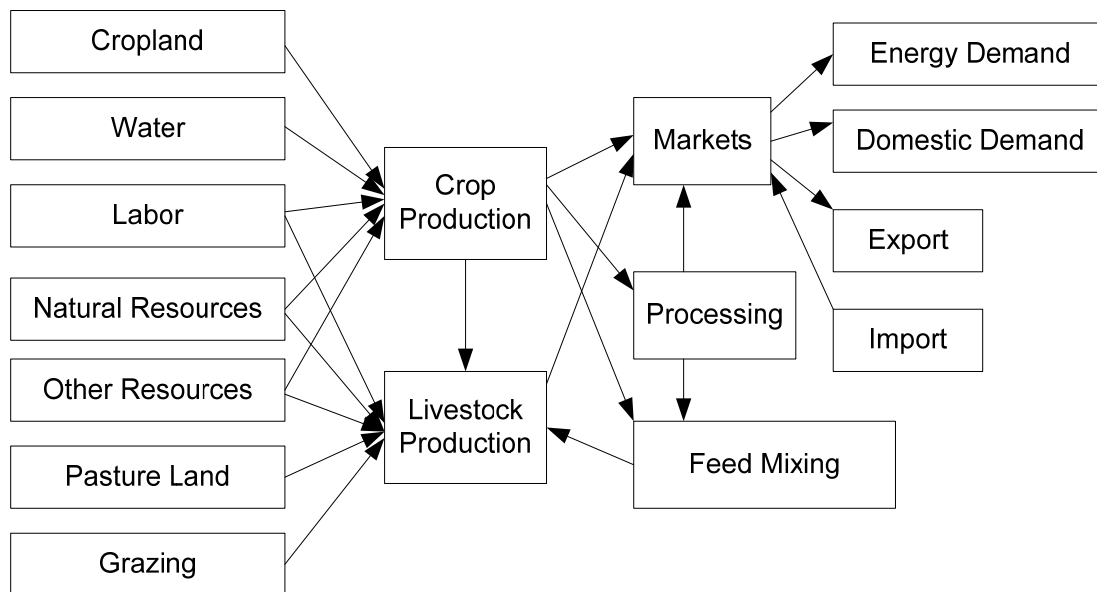 Cropland
Water
Labor
Natural Resources
Other Resources
Pasture Land
Grazing
Crop
Production
Livestock
Production
Markets
Processing
Feed Mixing
Energy Demand
Domestic Demand
Export
Import